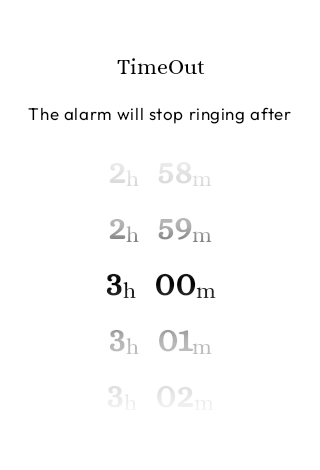 TimeOut
The alarm will stop ringing after
2h 58m
2h 59m
3h 00m
3h 01m
3h 02m